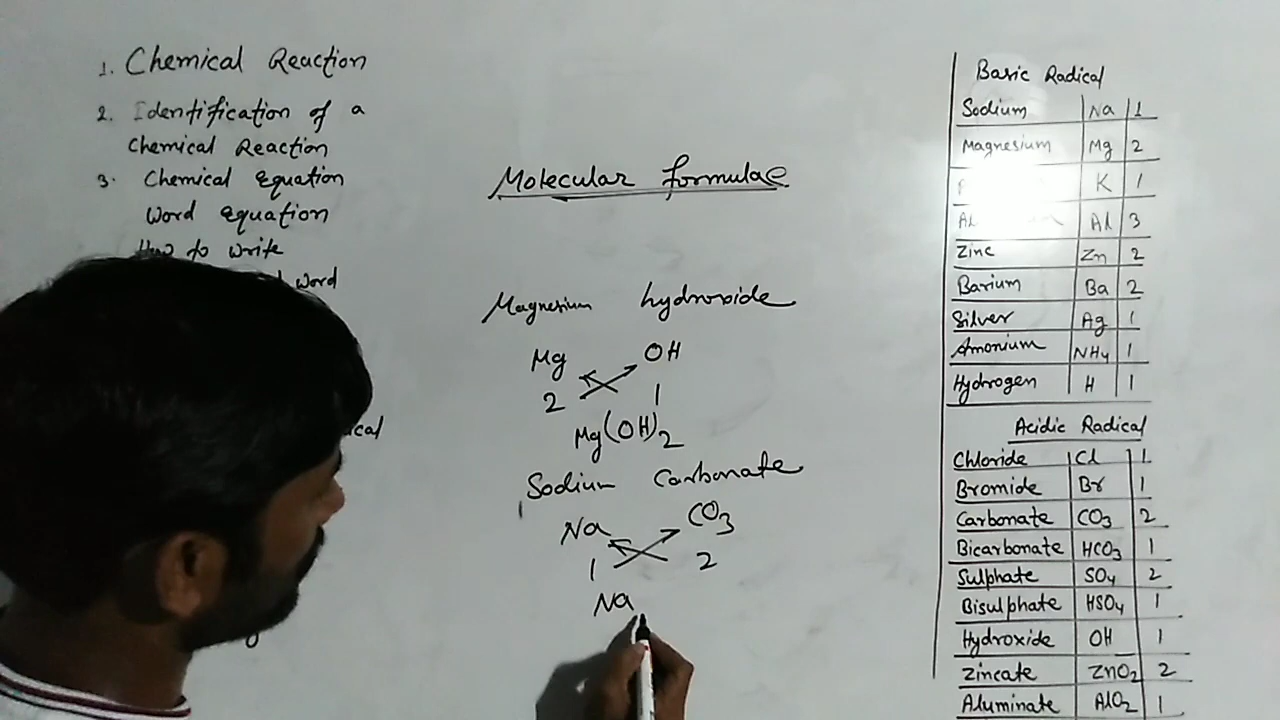 1. Chemical Reaction
2. Identification of a
Chemical Reaction
3. Chemical Equation
Word Equation
How to write
word
Molecular formulae
Magnesium hydroxide
Mg OH
2 1
Mg(OH)2
Sodium Carbonate
Na CO3
1 2
Na
Basic Radical
Sodium Na 1
Magnesium Mg 2
K 1
Al 3
Zinc Zn 2
Barium Ba 2
Silver Ag 1
Amonium NH4 1
Hydrogen H 1
Acidic Radical
Chloride Cl 1
Bromide Br 1
Carbonate CO3 2
Bicarbonate HCO3 1
Sulphate SO4 2
Bisulphate HSO4 1
Hydroxide OH 1
Zincate ZnO2 2
Aluminate AlO2 1